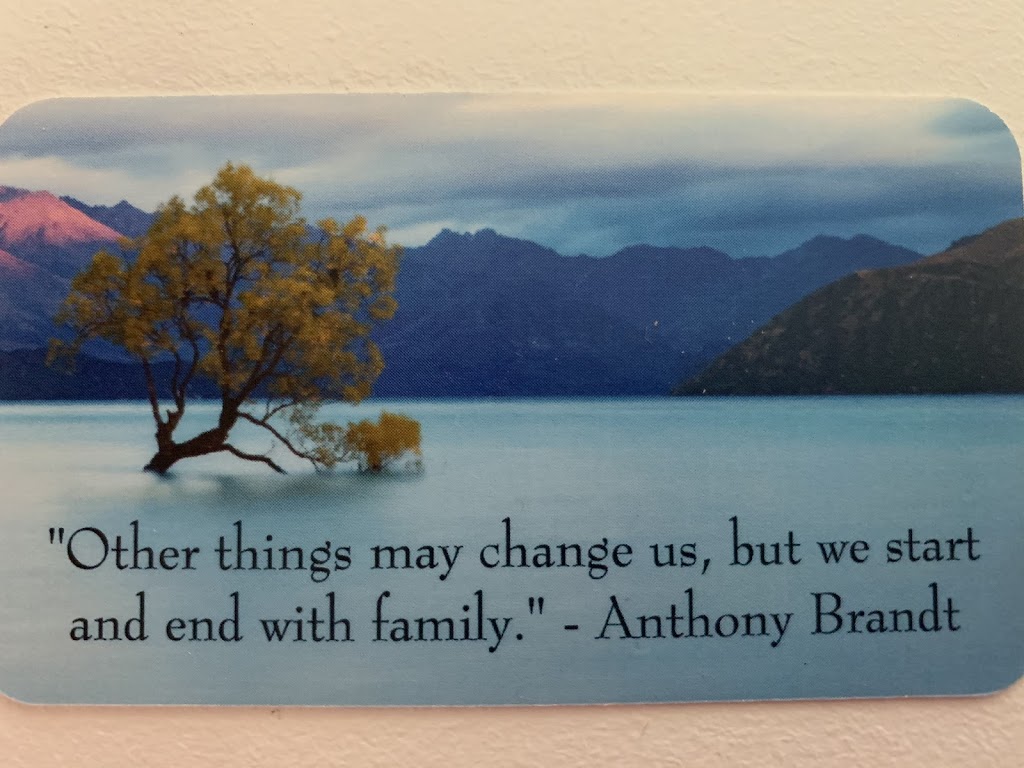 "Other things may change us, but we start
and end with family." - Anthony Brandt